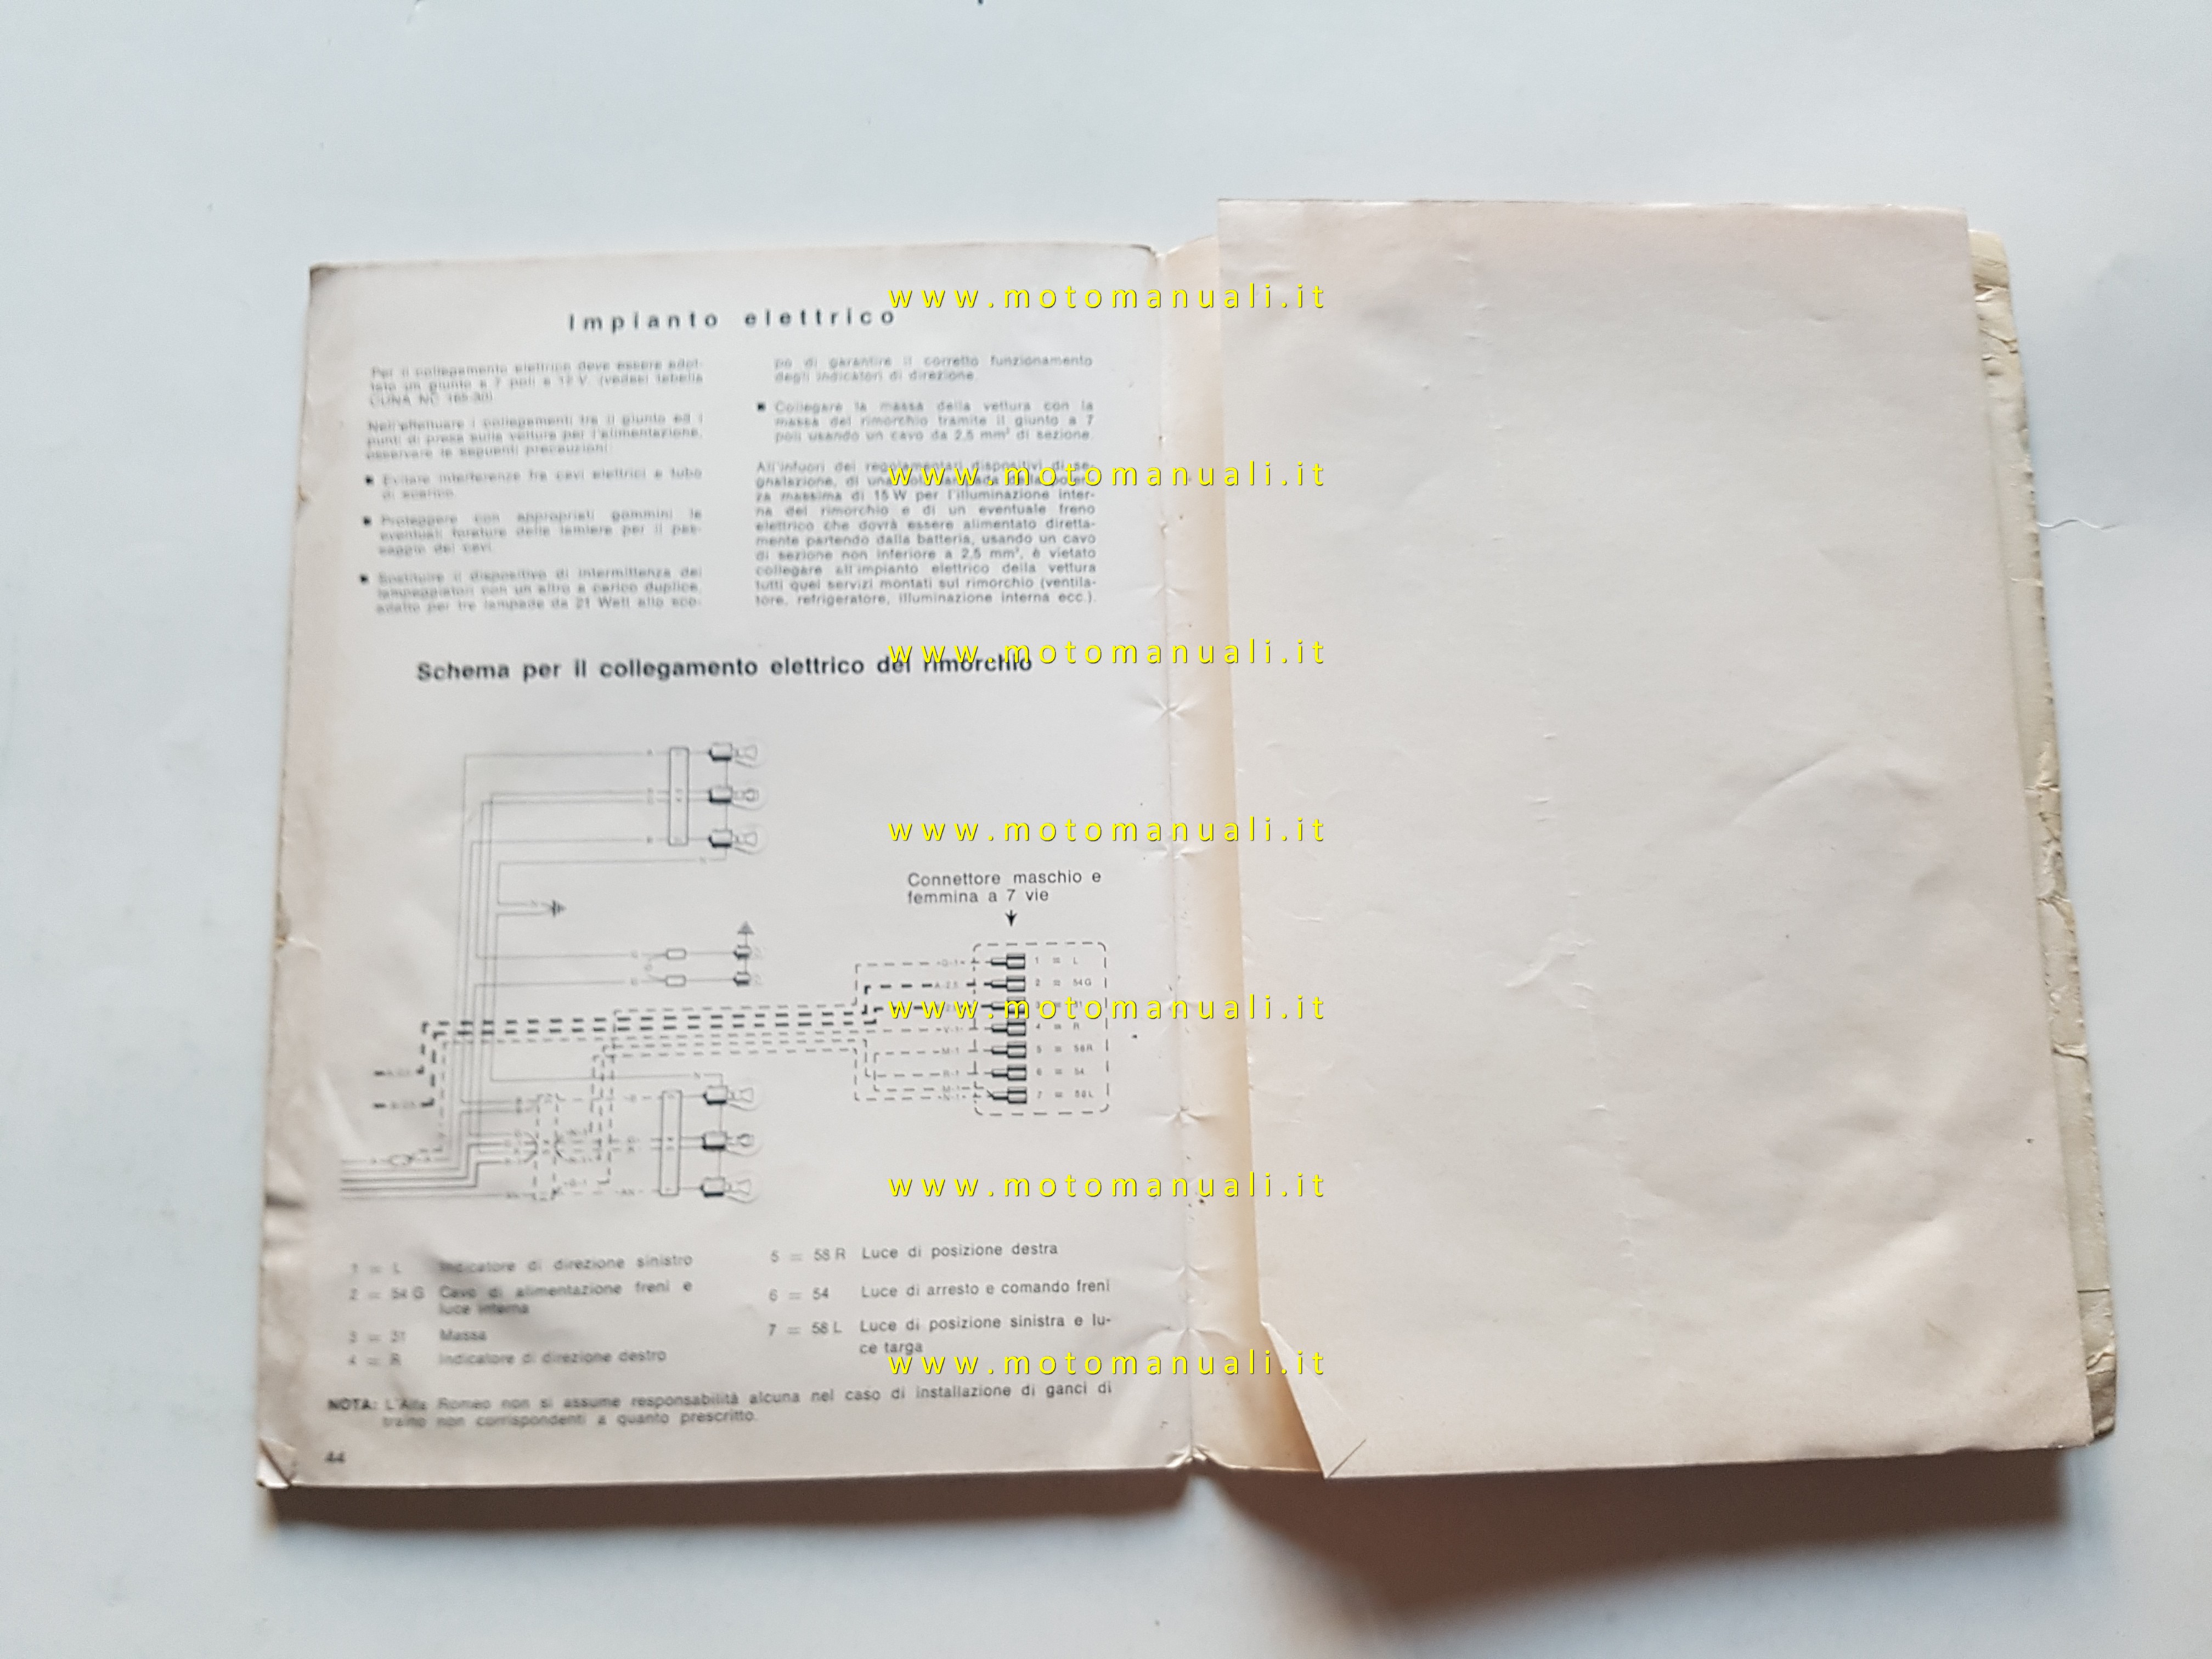 Impianto elettrico
Per il collegamento elettrico deve essere adot-
tato un giunto a 7 poli a 12 V. (vedasi tabella
CUNA NC 165-30)
Nell'effettuare i collegamenti tra il giunto ed i
punti di presa sulla vettura per l'alimentazione,
osservare le seguenti precauzioni:
■ Evitare interferenze fra cavi elettrici e tubo
di scarico.
■ Proteggere con appropriati gommini le
eventuali forature delle lamiere per il pas-
saggio dei cavi.
■ Sostituire il dispositivo di intermittenza dei
lampeggiatori con un altro a carico duplice,
adatto per tre lampade da 21 Watt allo sco-
po di garantire il corretto funzionamento
degli indicatori di direzione.
■ Collegare la massa della vettura con la
massa del rimorchio tramite il giunto a 7
poli usando un cavo da 2,5 mm² di sezione.
All'infuori dei regolamentari dispositivi di se-
gnalazione, di una sola lampada della poten-
za massima di 15 W per l'illuminazione inter-
na del rimorchio e di un eventuale freno
elettrico che dovrà essere alimentato diretta-
mente partendo dalla batteria, usando un cavo
di sezione non inferiore a 2,5 mm², è vietato
collegare all'impianto elettrico della vettura
tutti quei servizi montati sul rimorchio (ventila-
tore, refrigeratore, illuminazione interna ecc.).
Schema per il collegamento elettrico del rimorchio
Connettore maschio e
femmina a 7 vie
1 = L
2 = 54G
3 = 31
4 = R
5 = 58R
6 = 54
7 = 58L
1 = L Indicatore di direzione sinistro
2 = 54 G Cavo di alimentazione freni e
luce interna
3 = 31 Massa
4 = R Indicatore di direzione destro
5 = 58 R Luce di posizione destra
6 = 54 Luce di arresto e comando freni
7 = 58 L Luce di posizione sinistra e lu-
ce targa
NOTA: L'Alfa Romeo non si assume responsabilità alcuna nel caso di installazione di ganci di
traino non corrispondenti a quanto prescritto.
44
www.motomanuali.it
www.motomanuali.it
www.motomanuali.it
www.motomanuali.it
www.motomanuali.it
www.motomanuali.it
www.motomanuali.it